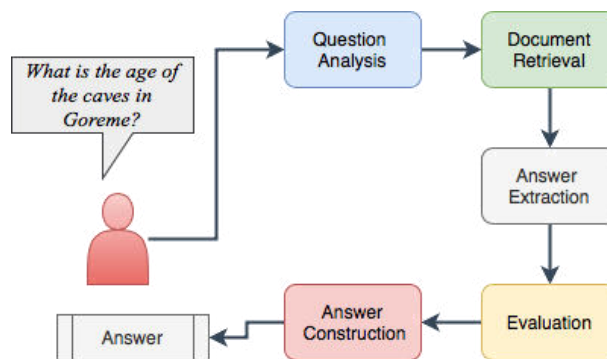 What is the age of
the caves in
Goreme?
Question
Analysis
Document
Retrieval
Answer
Extraction
Evaluation
Answer
Construction
Answer